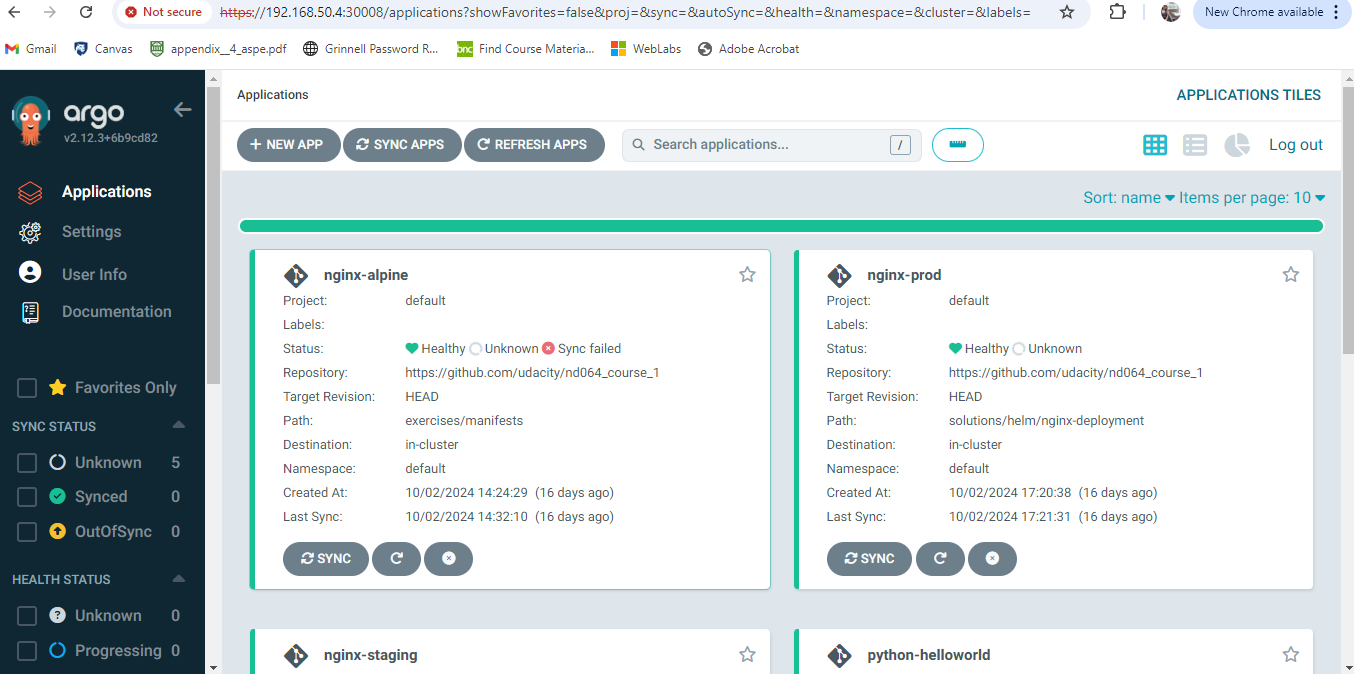 Not secure https://192.168.50.4:30008/applications?showFavorites=false&proj=&sync=&autoSync=&health=&namespace=&cluster=&labels= New Chrome available
Gmail Canvas appendix__4_aspe.pdf Grinnell Password R... bnc Find Course Materia... WebLabs Adobe Acrobat
argo
v2.12.3+6b9cd82
Applications
Settings
User Info
Documentation
Favorites Only
SYNC STATUS
Unknown 5
Synced 0
OutOfSync 0
HEALTH STATUS
Unknown 0
Progressing 0
Applications APPLICATIONS TILES
+ NEW APP SYNC APPS REFRESH APPS Search applications... / Log out
Sort: name Items per page: 10
nginx-alpine
Project: default
Labels:
Status: Healthy Unknown Sync failed
Repository: https://github.com/udacity/nd064_course_1
Target Revision: HEAD
Path: exercises/manifests
Destination: in-cluster
Namespace: default
Created At: 10/02/2024 14:24:29 (16 days ago)
Last Sync: 10/02/2024 14:32:10 (16 days ago)
SYNC
nginx-prod
Project: default
Labels:
Status: Healthy Unknown
Repository: https://github.com/udacity/nd064_course_1
Target Revision: HEAD
Path: solutions/helm/nginx-deployment
Destination: in-cluster
Namespace: default
Created At: 10/02/2024 17:20:38 (16 days ago)
Last Sync: 10/02/2024 17:21:31 (16 days ago)
SYNC
nginx-staging
python-helloworld